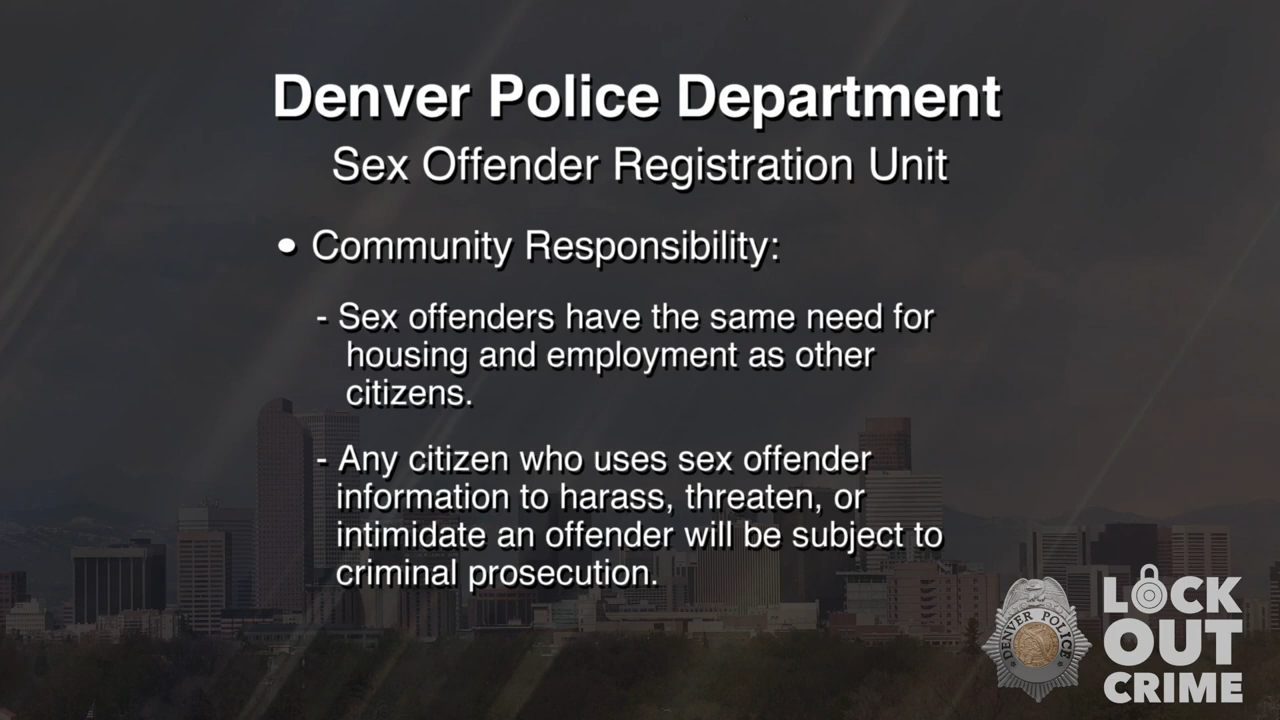 Denver Police Department
Sex Offender Registration Unit
• Community Responsibility:
- Sex offenders have the same need for
housing and employment as other
citizens.
- Any citizen who uses sex offender
information to harass, threaten, or
intimidate an offender will be subject to
criminal prosecution.
DENVER POLICE
LOCK
OUT
CRIME